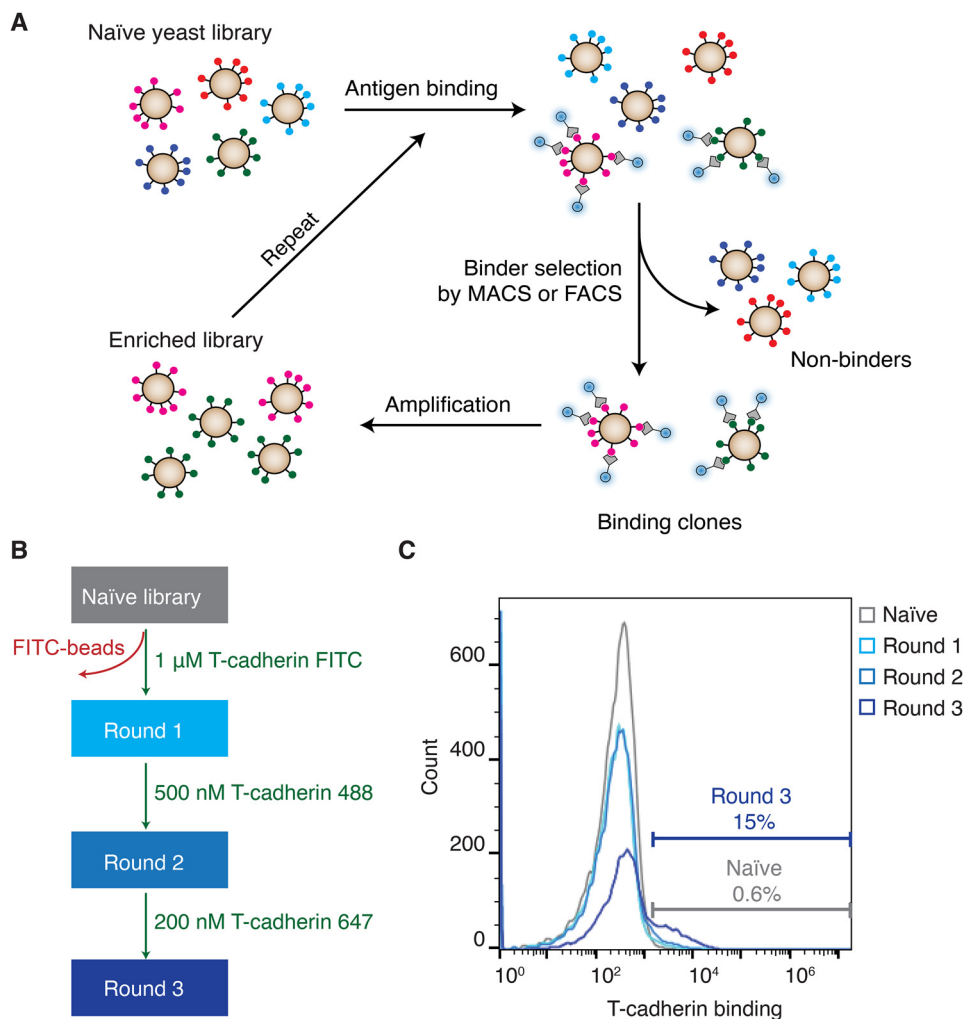 A
Naïve yeast library
Antigen binding
Repeat
Binder selection
by MACS or FACS
Non-binders
Enriched library
Amplification
Binding clones
B
Naïve library
FITC-beads
1 µM T-cadherin FITC
Round 1
500 nM T-cadherin 488
Round 2
200 nM T-cadherin 647
Round 3
C
Naïve
Round 1
Round 2
Round 3
600
400
200
0
Count
Round 3
15%
Naïve
0.6%
10⁰
10²
10⁴
10⁶
T-cadherin binding